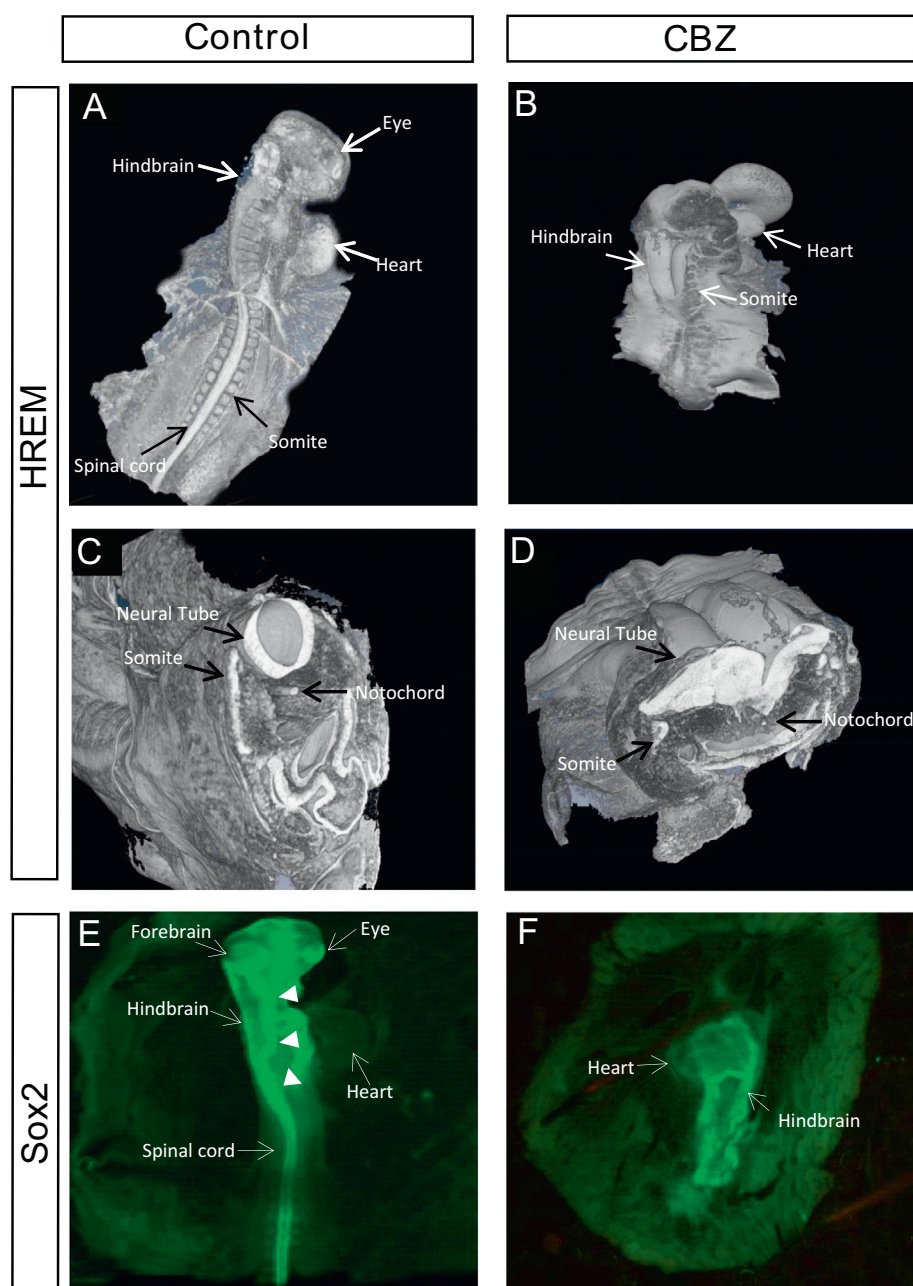 Control
CBZ
HREM
A
Eye
Hindbrain
Heart
Somite
Spinal cord
B
Hindbrain
Heart
Somite
C
Neural Tube
Somite
Notochord
D
Neural Tube
Notochord
Somite
Sox2
E
Forebrain
Eye
Hindbrain
Heart
Spinal cord
F
Heart
Hindbrain